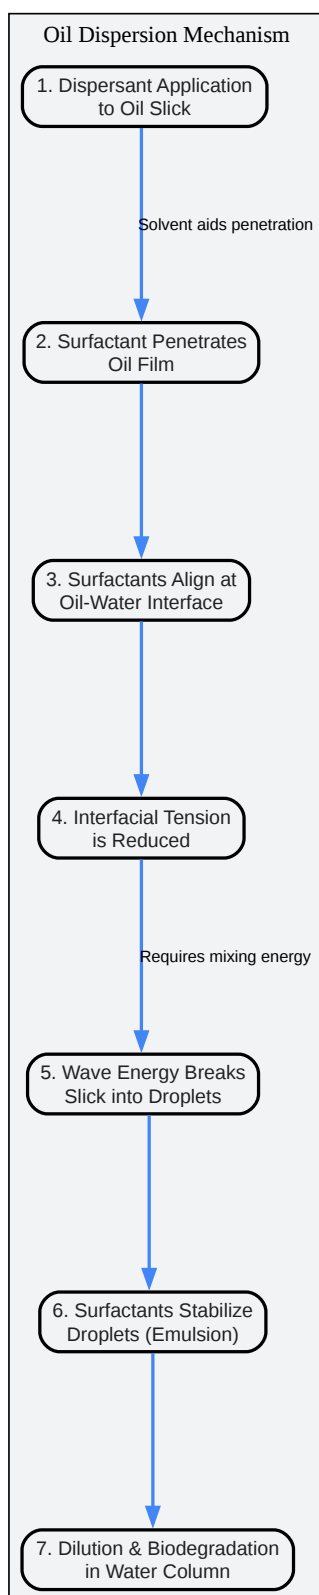 Oil Dispersion Mechanism
1. Dispersant Application
to Oil Slick
Solvent aids penetration
2. Surfactant Penetrates
Oil Film
3. Surfactants Align at
Oil-Water Interface
4. Interfacial Tension
is Reduced
Requires mixing energy
5. Wave Energy Breaks
Slick into Droplets
6. Surfactants Stabilize
Droplets (Emulsion)
7. Dilution & Biodegradation
in Water Column